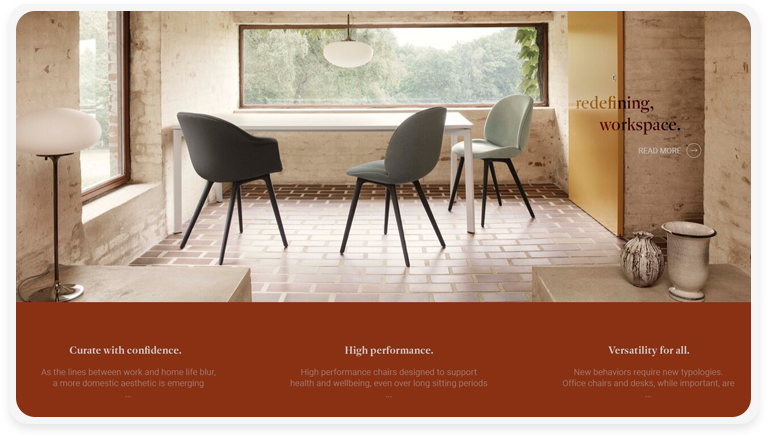 redefining,
workspace.
READ MORE
Curate with confidence.
As the lines between work and home life blur,
a more domestic aesthetic is emerging
...
High performance.
High performance chairs designed to support
health and wellbeing, even over long sitting periods
...
Versatility for all.
New behaviors require new typologies.
Office chairs and desks, while important, are
...